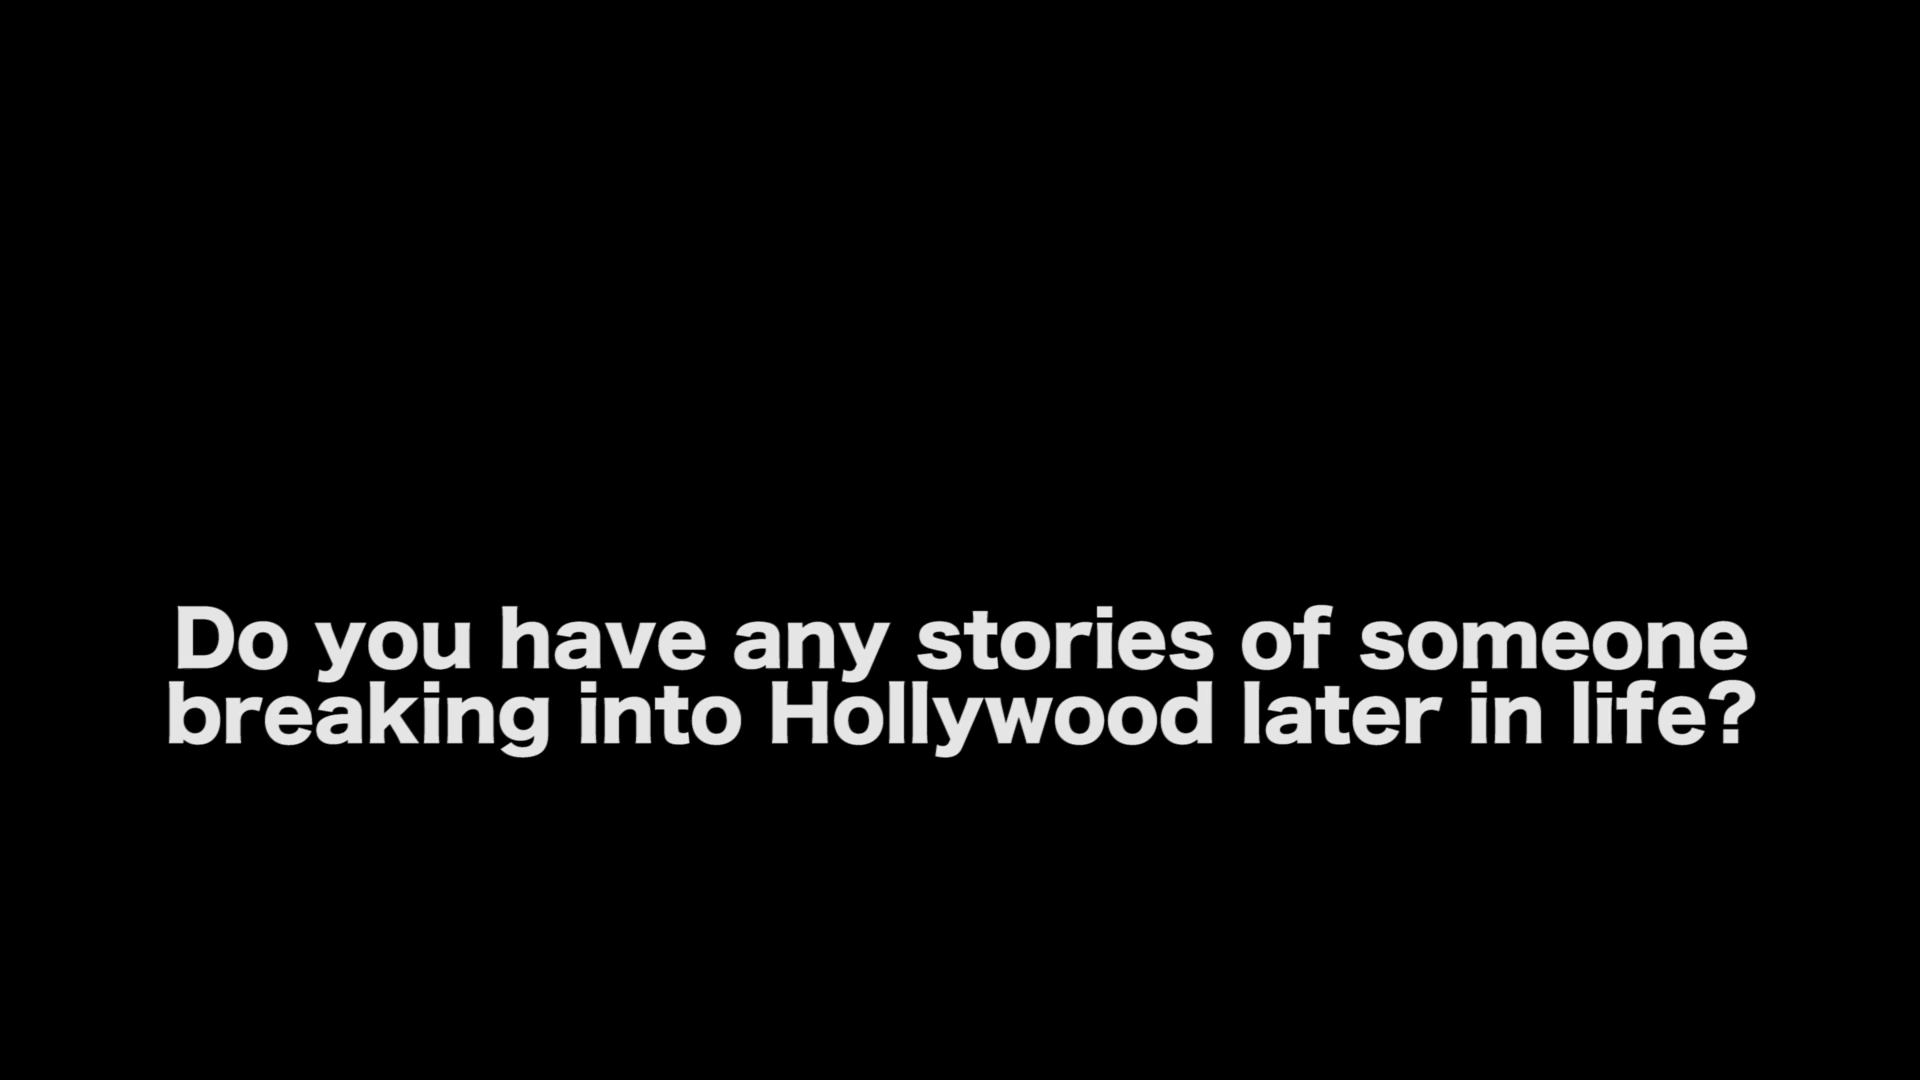 Do you have any stories of someone
breaking into Hollywood later in life?